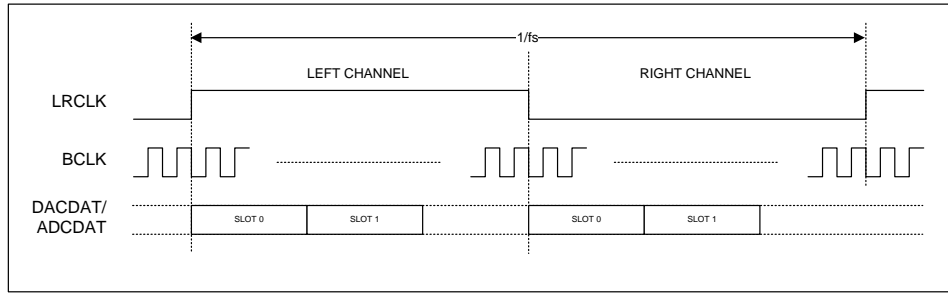 1/fs
LEFT CHANNEL
RIGHT CHANNEL
LRCLK
BCLK
DACDAT/
ADCDAT
SLOT 0
SLOT 1
SLOT 0
SLOT 1